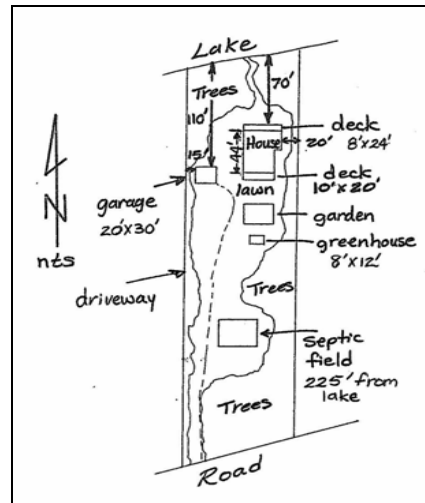 Lake
Trees
110'
70'
15'
House
44'
20'
deck
8'x24'
deck
10'x20'
lawn
garage
20'x30'
garden
greenhouse
8'x12'
N
nts
driveway
Trees
Septic
field
225' from
lake
Trees
Road